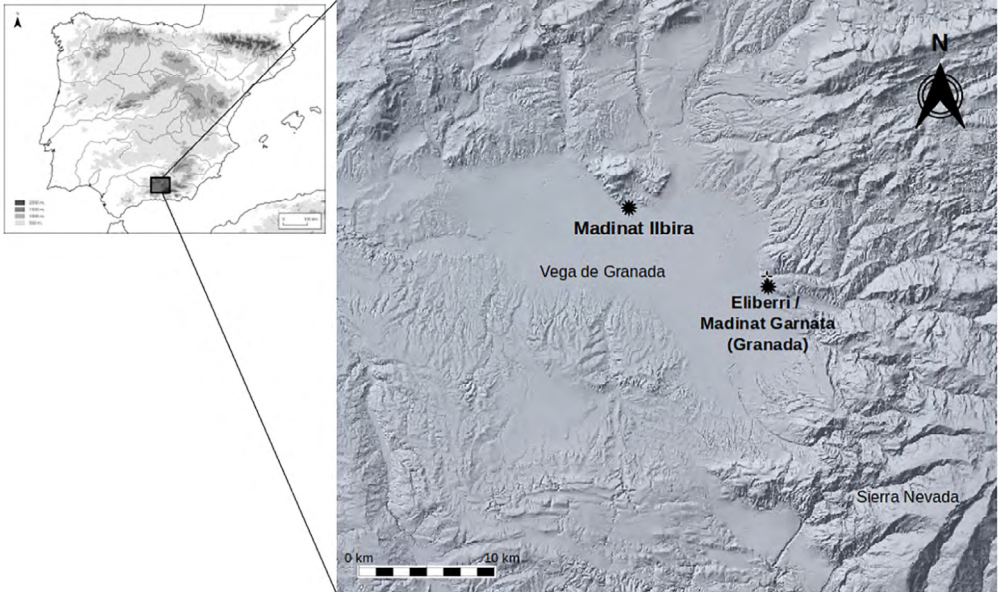 N
Madinat Ilbira
Vega de Granada
Eliberri /
Madinat Garnata
(Granada)
Sierra Nevada
0 km
10 km